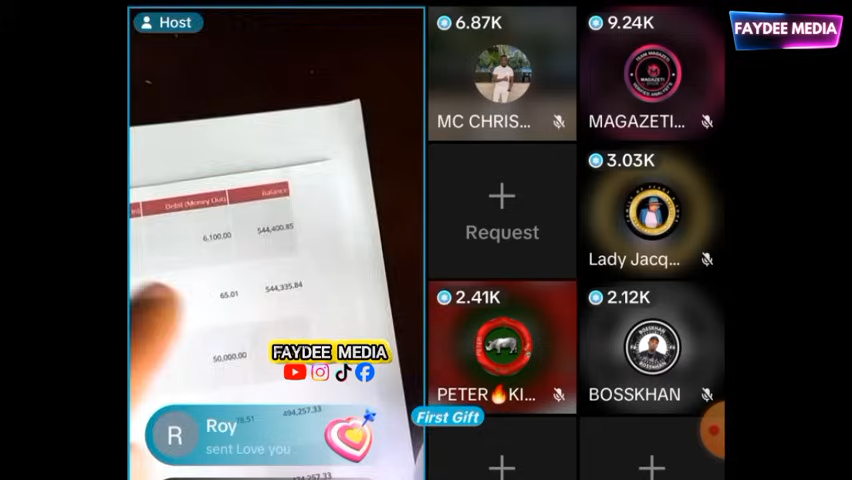 Host
Debit (Money Out)
Balance
6,100.00
544,400.85
65.01
544,335.84
50,000.00
FAYDEE MEDIA
78.51
494,257.33
R
Roy
sent Love you
First Gift
6.87K
MC CHRIS...
9.24K
MAGAZETI...
Request
3.03K
Lady Jacq...
2.41K
PETER🔥KI...
2.12K
BOSSKHAN
FAYDEE MEDIA